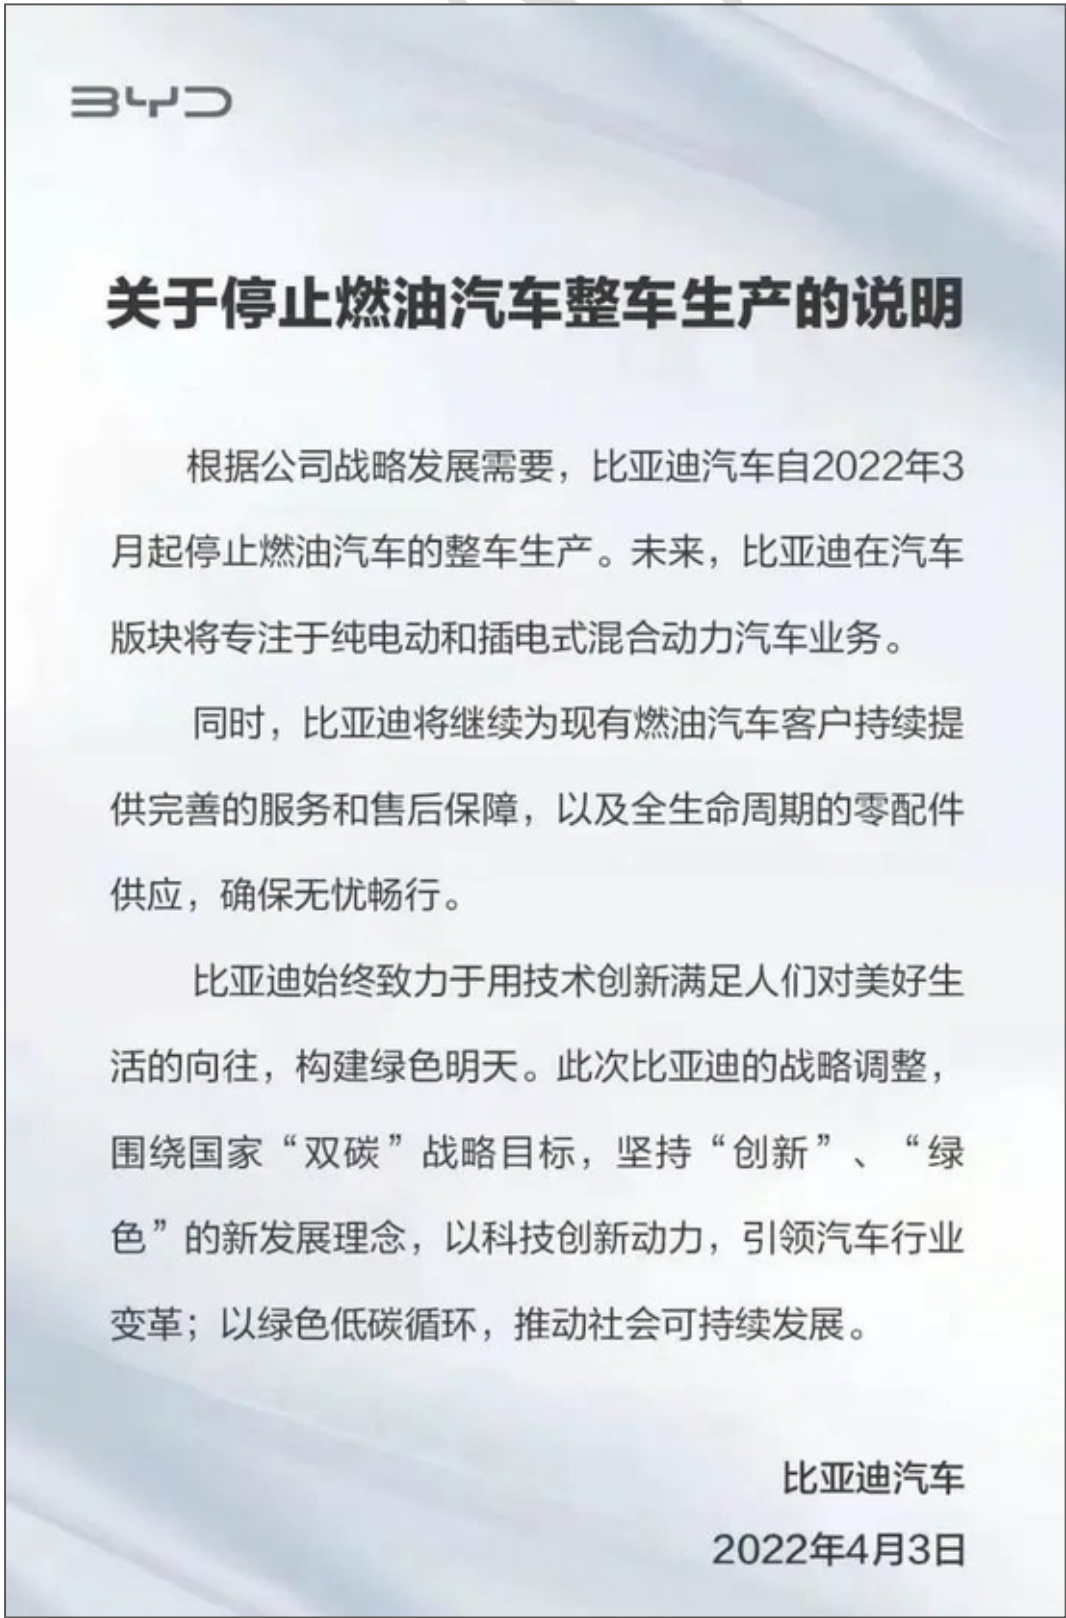 BYD
关于停止燃油汽车整车生产的说明
根据公司战略发展需要，比亚迪汽车自2022年3
月起停止燃油汽车的整车生产。未来，比亚迪在汽车
版块将专注于纯电动和插电式混合动力汽车业务。
同时，比亚迪将继续为现有燃油汽车客户持续提
供完善的服务和售后保障，以及全生命周期的零配件
供应，确保无忧畅行。
比亚迪始终致力于用技术创新满足人们对美好生
活的向往，构建绿色明天。此次比亚迪的战略调整，
围绕国家“双碳”战略目标，坚持“创新”、“绿
色”的新发展理念，以科技创新动力，引领汽车行业
变革；以绿色低碳循环，推动社会可持续发展。
比亚迪汽车
2022年4月3日